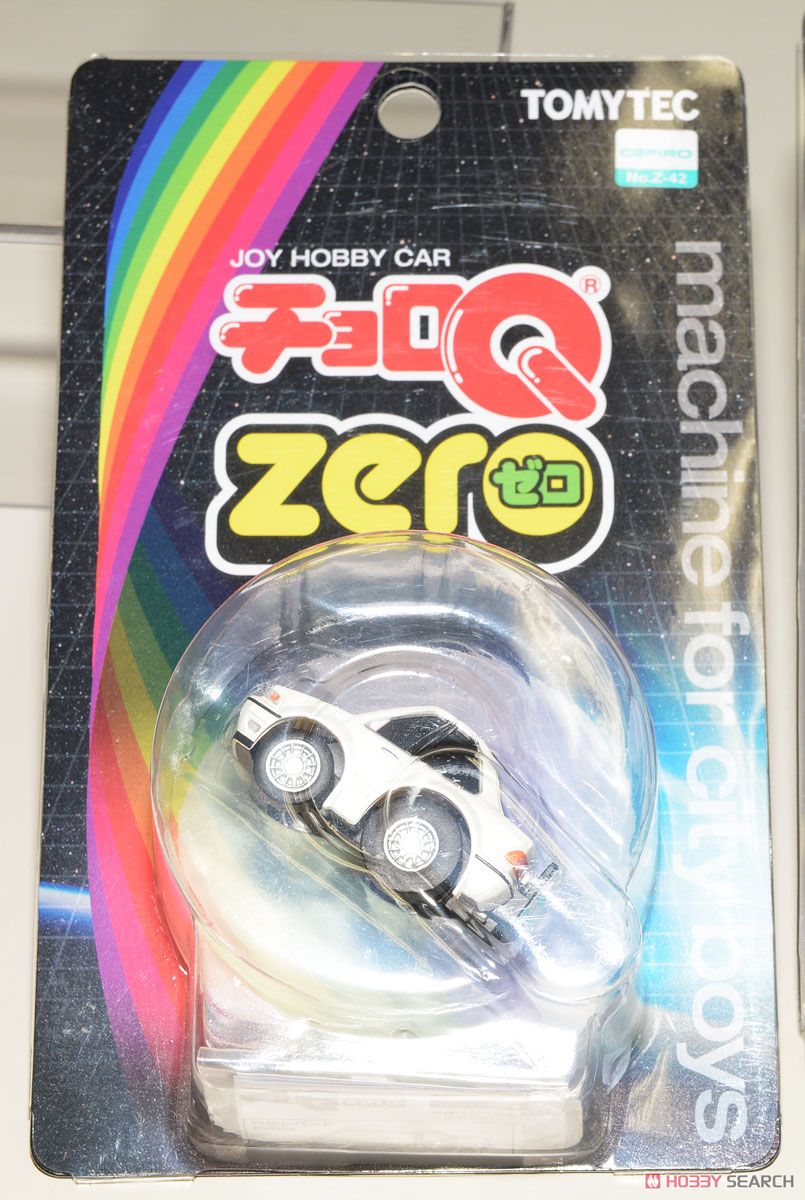 TOMYTEC
CEFIRO
No.Z-42
JOY HOBBY CAR
チョロQ®
zero
ゼロ
machine for city boys
HOBBY SEARCH